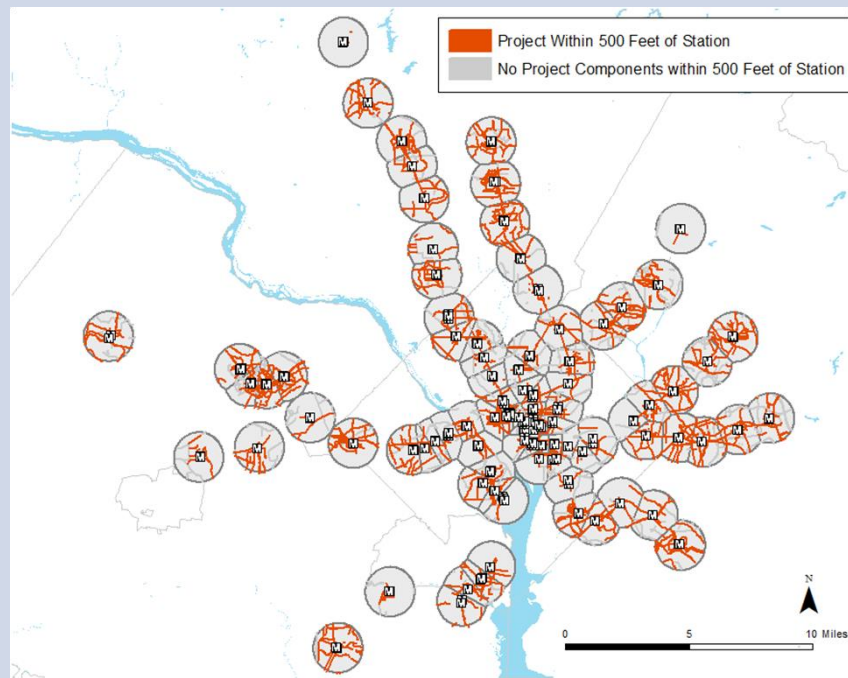 Project Within 500 Feet of Station
No Project Components within 500 Feet of Station
N
0 5 10 Miles